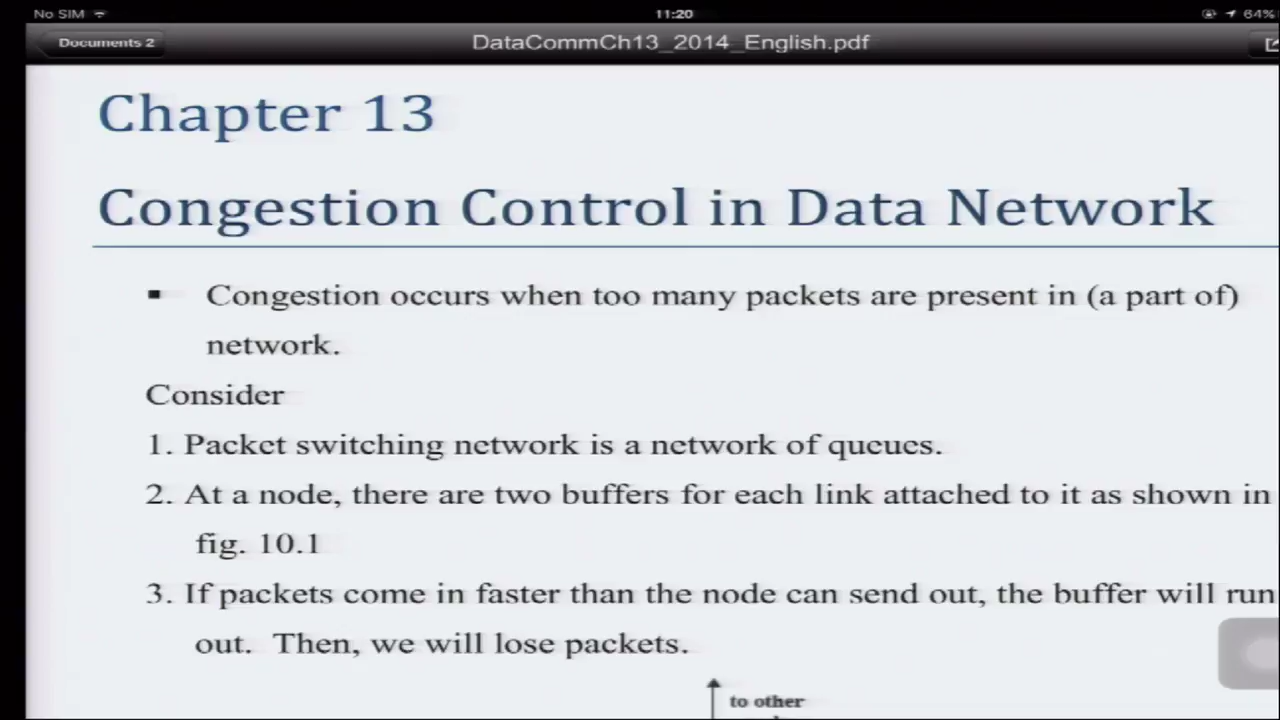 No SIM 11:20 64%
Documents 2 DataCommCh13_2014_English.pdf
Chapter 13
Congestion Control in Data Network
▪ Congestion occurs when too many packets are present in (a part of)
network.
Consider
1. Packet switching network is a network of queues.
2. At a node, there are two buffers for each link attached to it as shown in
fig. 10.1
3. If packets come in faster than the node can send out, the buffer will run
out. Then, we will lose packets.
to other